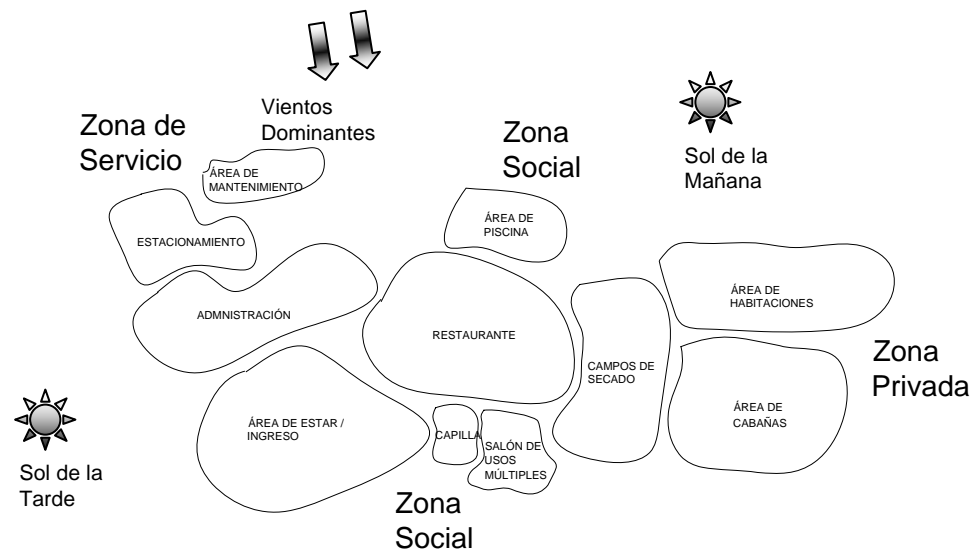 Vientos
Dominantes
Zona de
Servicio
Zona
Social
Sol de la
Mañana
ÁREA DE
MANTENIMIENTO
ESTACIONAMIENTO
ÁREA DE
PISCINA
ADMNISTRACIÓN
RESTAURANTE
ÁREA DE
HABITACIONES
CAMPOS DE
SECADO
Zona
Privada
ÁREA DE
CABAÑAS
ÁREA DE ESTAR /
INGRESO
CAPILLA
SALÓN DE
USOS
MÚLTIPLES
Sol de la
Tarde
Zona
Social